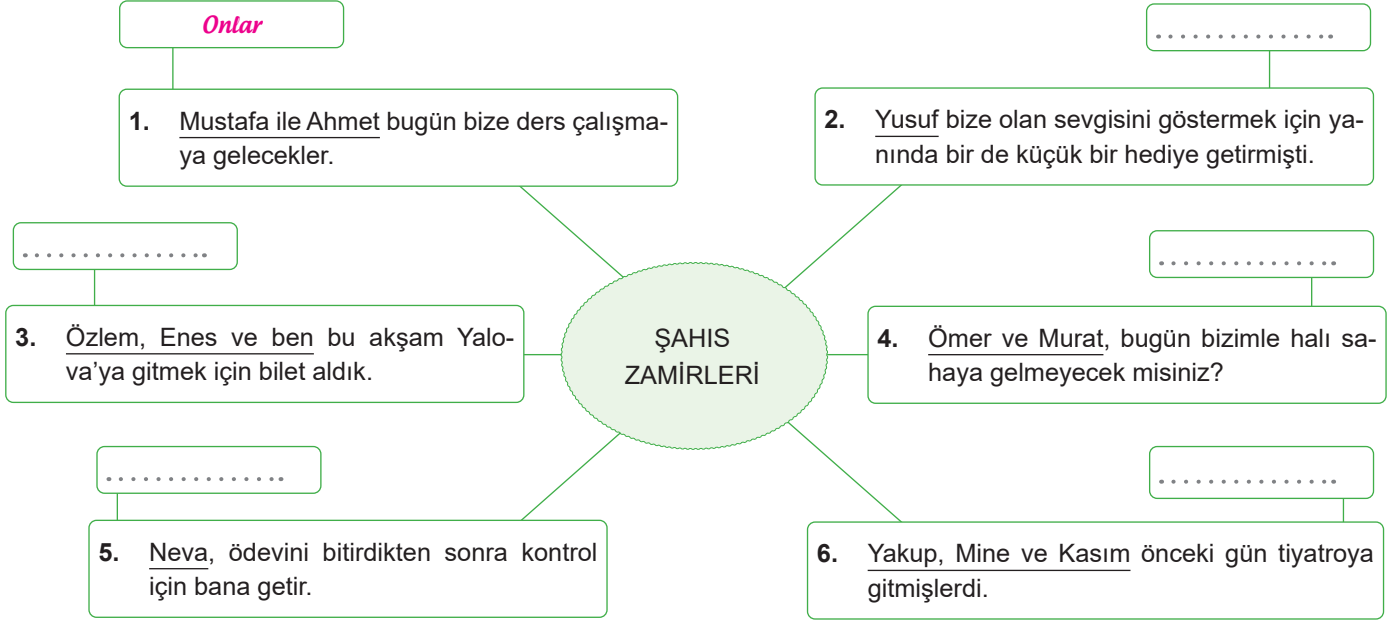 Onlar
1. Mustafa ile Ahmet bugün bize ders çalışma-
ya gelecekler.
...............
2. Yusuf bize olan sevgisini göstermek için ya-
nında bir de küçük bir hediye getirmişti.
................
3. Özlem, Enes ve ben bu akşam Yalo-
va'ya gitmek için bilet aldık.
ŞAHIS
ZAMİRLERİ
...............
4. Ömer ve Murat, bugün bizimle halı sa-
haya gelmeyecek misiniz?
...............
5. Neva, ödevini bitirdikten sonra kontrol
için bana getir.
...............
6. Yakup, Mine ve Kasım önceki gün tiyatroya
gitmişlerdi.